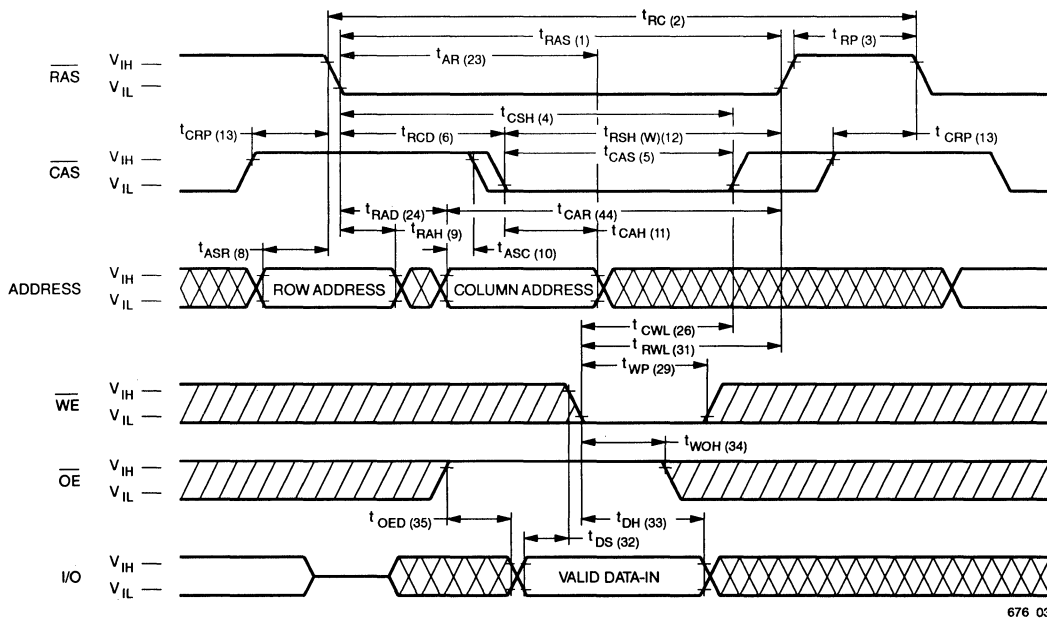 t RC (2)
t RAS (1)
t RP (3)
t AR (23)
RAS
V IH
V IL
t CSH (4)
t CRP (13)
t RCD (6)
t RSH (W)(12)
t CRP (13)
t CAS (5)
CAS
V IH
V IL
t RAD (24)
t CAR (44)
t RAH (9)
t CAH (11)
t ASR (8)
t ASC (10)
ADDRESS
V IH
V IL
ROW ADDRESS
COLUMN ADDRESS
t CWL (26)
t RWL (31)
t WP (29)
WE
V IH
V IL
t WOH (34)
OE
V IH
V IL
t OED (35)
t DH (33)
t DS (32)
I/O
V IH
V IL
VALID DATA-IN
676 03